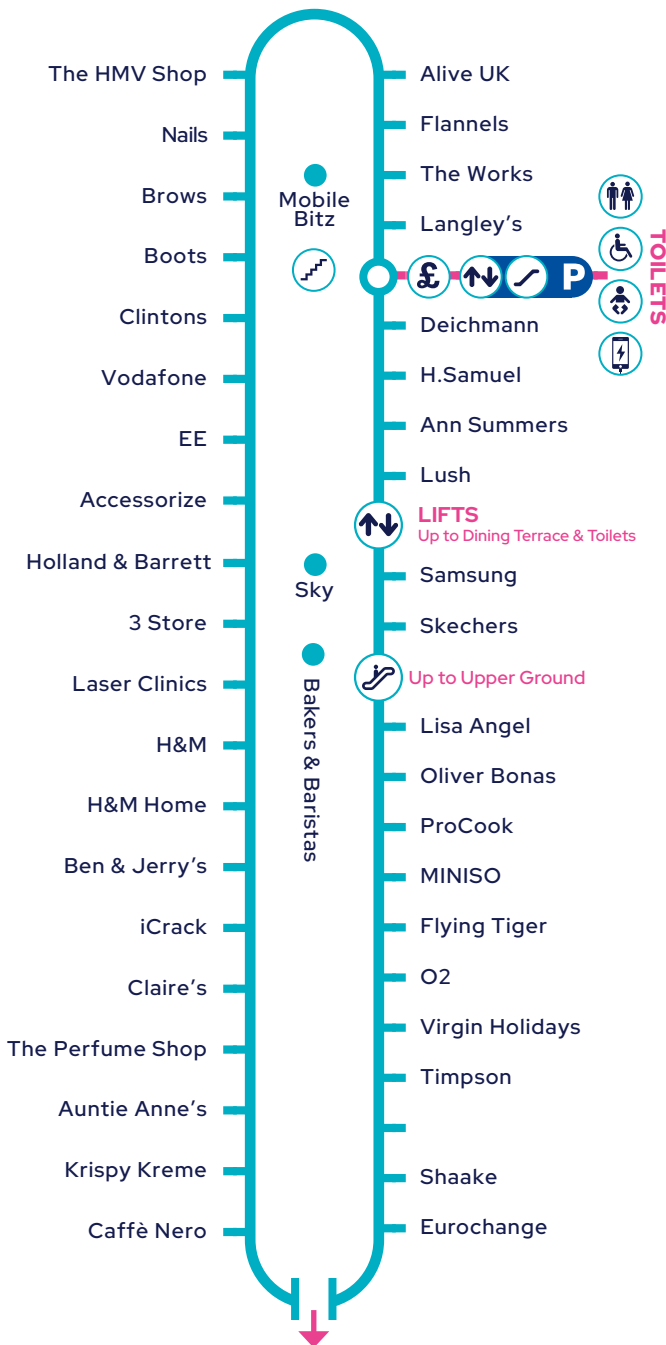 The HMV Shop
Nails
Brows
Boots
Clintons
Vodafone
EE
Accessorize
Holland & Barrett
3 Store
Laser Clinics
H&M
H&M Home
Ben & Jerry’s
iCrack
Claire’s
The Perfume Shop
Auntie Anne’s
Krispy Kreme
Caffè Nero
Mobile
Bitz
Sky
Bakers & Baristas
Alive UK
Flannels
The Works
Langley’s
£
P
TOILETS
Deichmann
H.Samuel
Ann Summers
Lush
LIFTS
Up to Dining Terrace & Toilets
Samsung
Skechers
Up to Upper Ground
Lisa Angel
Oliver Bonas
ProCook
MINISO
Flying Tiger
O2
Virgin Holidays
Timpson
Shaake
Eurochange